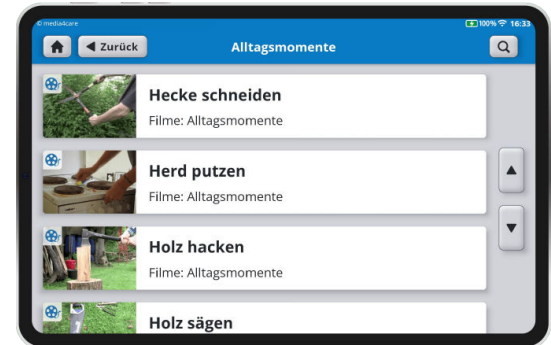 © media4care
100% 16:33
Zurück
Alltagsmomente
Hecke schneiden
Filme: Alltagsmomente
Herd putzen
Filme: Alltagsmomente
Holz hacken
Filme: Alltagsmomente
Holz sägen